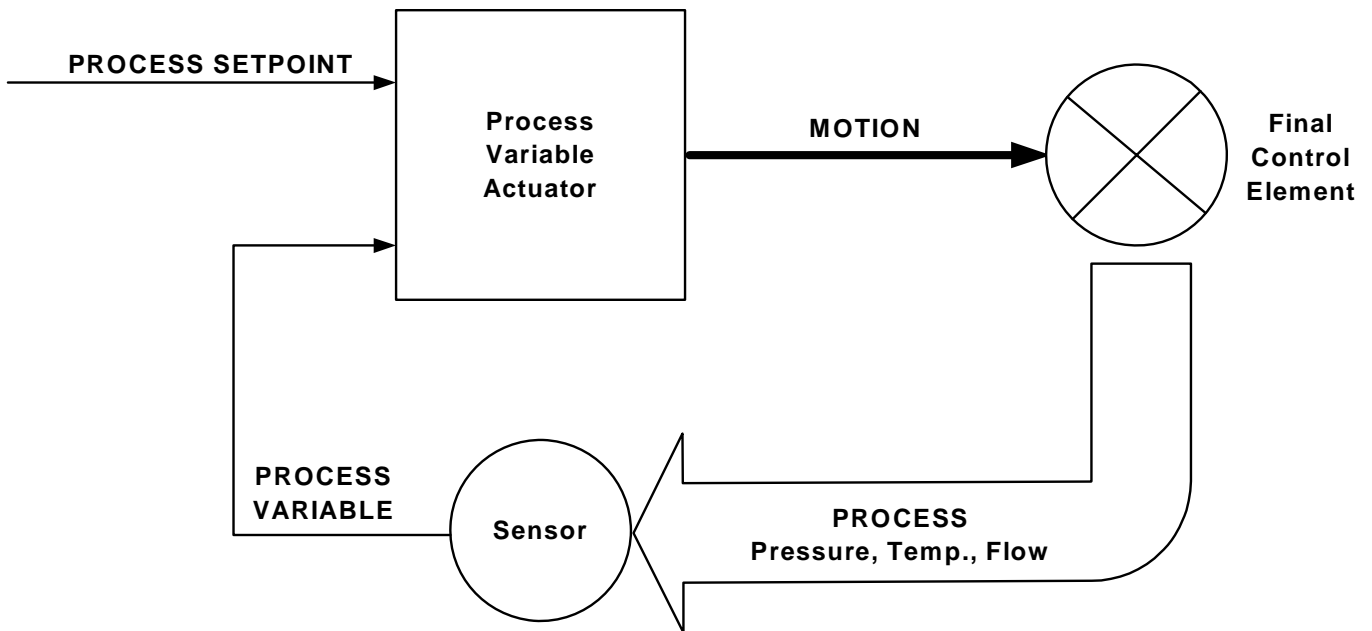 PROCESS SETPOINT
Process
Variable
Actuator
MOTION
Final
Control
Element
PROCESS
VARIABLE
Sensor
PROCESS
Pressure, Temp., Flow